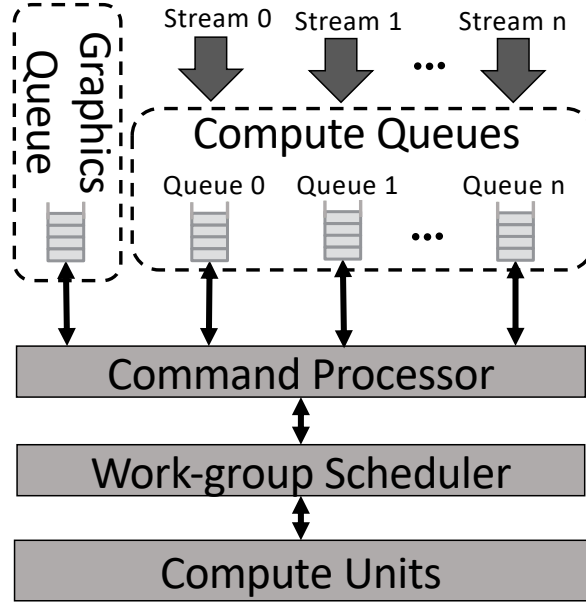 Graphics
Queue
Stream 0
Stream 1
...
Stream n
Compute Queues
Queue 0
Queue 1
...
Queue n
Command Processor
Work-group Scheduler
Compute Units